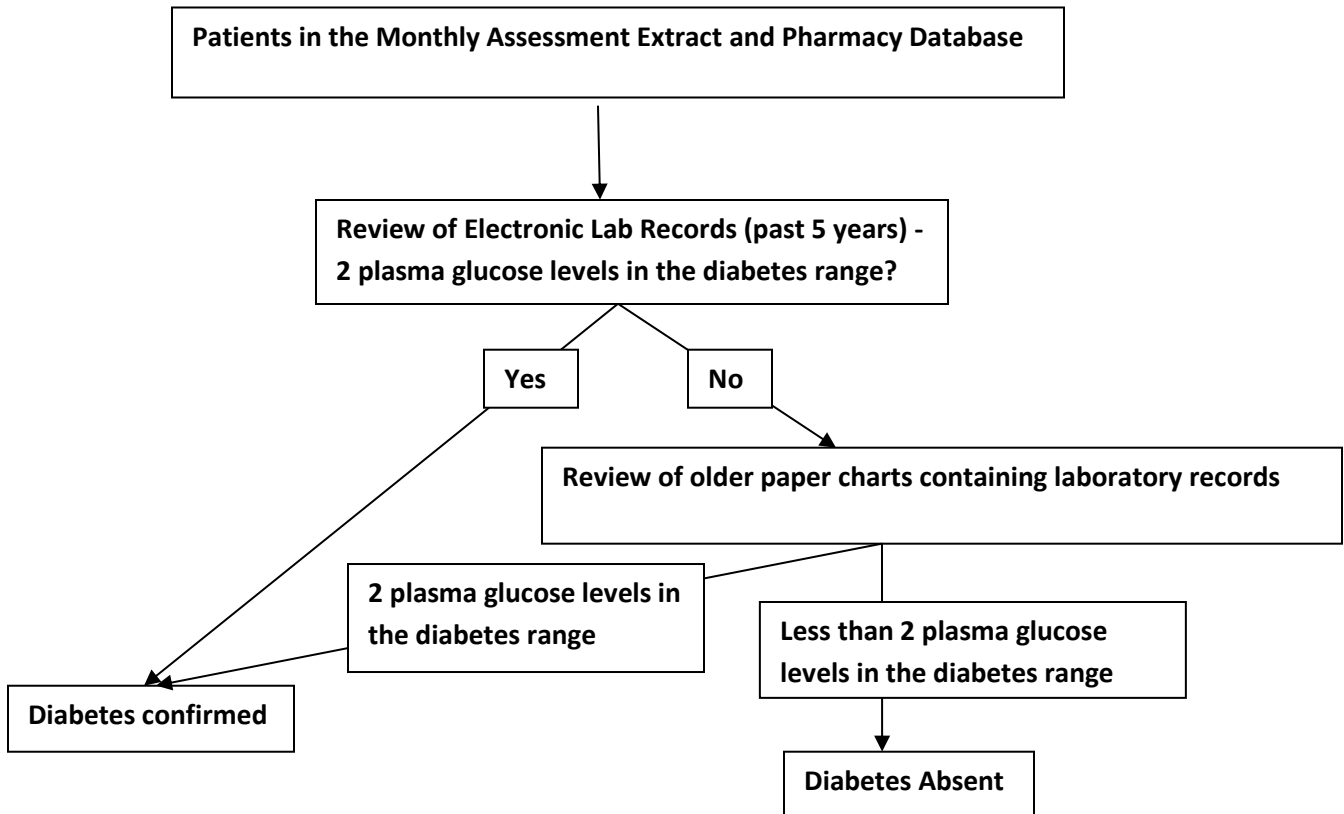 Patients in the Monthly Assessment Extract and Pharmacy Database
Review of Electronic Lab Records (past 5 years) -
2 plasma glucose levels in the diabetes range?
Yes
No
Review of older paper charts containing laboratory records
2 plasma glucose levels in
the diabetes range
Less than 2 plasma glucose
levels in the diabetes range
Diabetes confirmed
Diabetes Absent